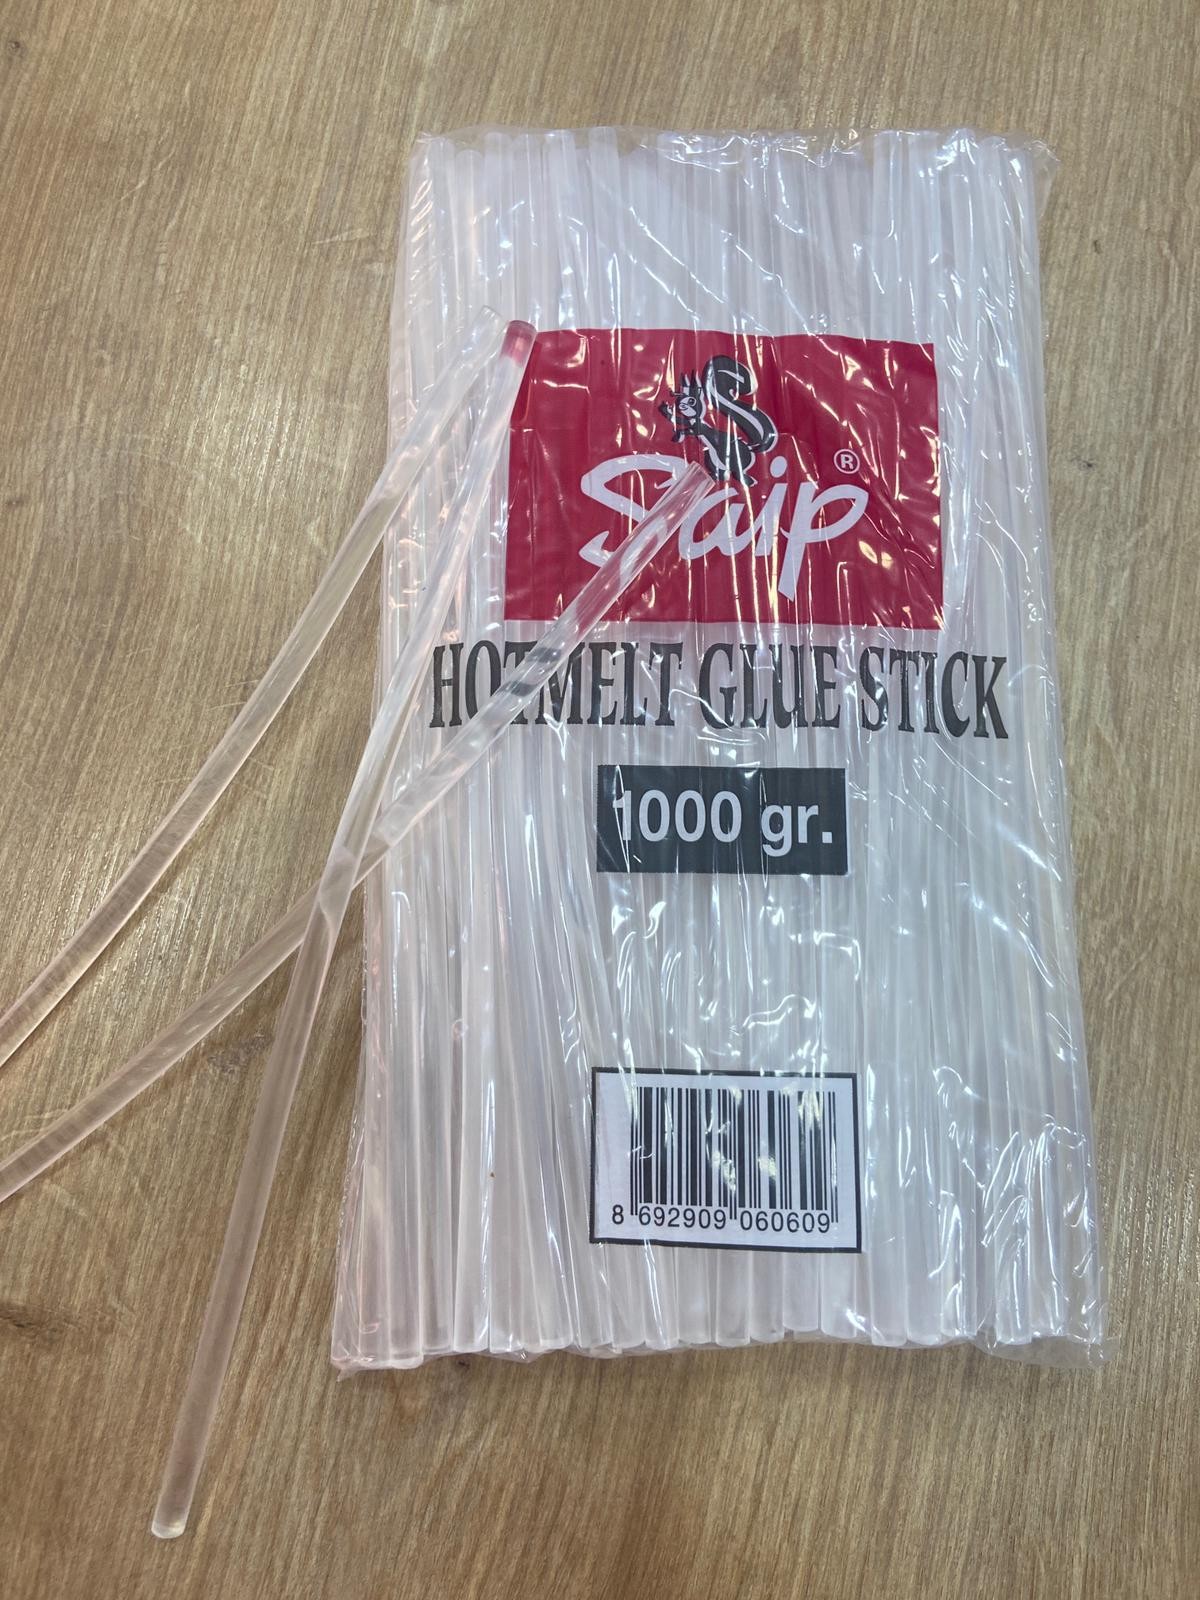 Saip ®
HOTMELT GLUE STICK
1000 gr.
8 692909 060609